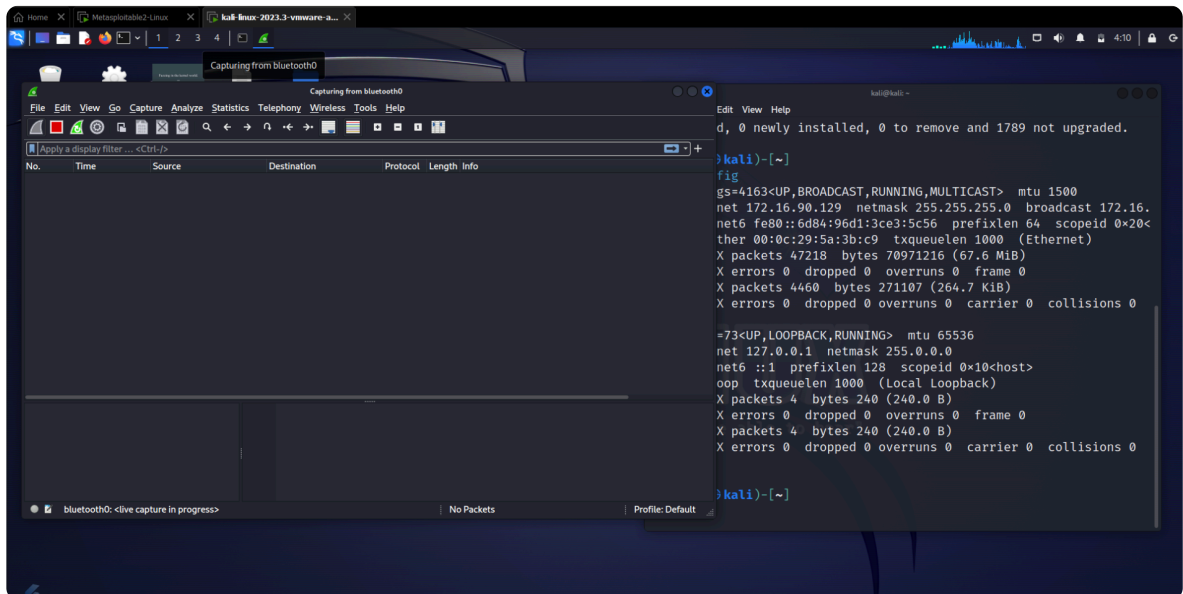 Home
Metasploitable2-Linux
kali-linux-2023.3-vmware-a...
1 2 3 4
4:10
Capturing from bluetooth0
Capturing from bluetooth0
File Edit View Go Capture Analyze Statistics Telephony Wireless Tools Help
Apply a display filter ... <Ctrl-/>
No. Time Source Destination Protocol Length Info
bluetooth0: <live capture in progress>
No Packets
Profile: Default
kali@kali: ~
Edit View Help
d, 0 newly installed, 0 to remove and 1789 not upgraded.
kali)-[~]
fig
gs=4163<UP,BROADCAST,RUNNING,MULTICAST> mtu 1500
net 172.16.90.129 netmask 255.255.255.0 broadcast 172.16.
net6 fe80::6d84:96d1:3ce3:5c56 prefixlen 64 scopeid 0×20<
ther 00:0c:29:5a:3b:c9 txqueuelen 1000 (Ethernet)
X packets 47218 bytes 70971216 (67.6 MiB)
X errors 0 dropped 0 overruns 0 frame 0
X packets 4460 bytes 271107 (264.7 KiB)
X errors 0 dropped 0 overruns 0 carrier 0 collisions 0
=73<UP,LOOPBACK,RUNNING> mtu 65536
net 127.0.0.1 netmask 255.0.0.0
net6 ::1 prefixlen 128 scopeid 0×10<host>
oop txqueuelen 1000 (Local Loopback)
X packets 4 bytes 240 (240.0 B)
X errors 0 dropped 0 overruns 0 frame 0
X packets 4 bytes 240 (240.0 B)
X errors 0 dropped 0 overruns 0 carrier 0 collisions 0
kali)-[~]